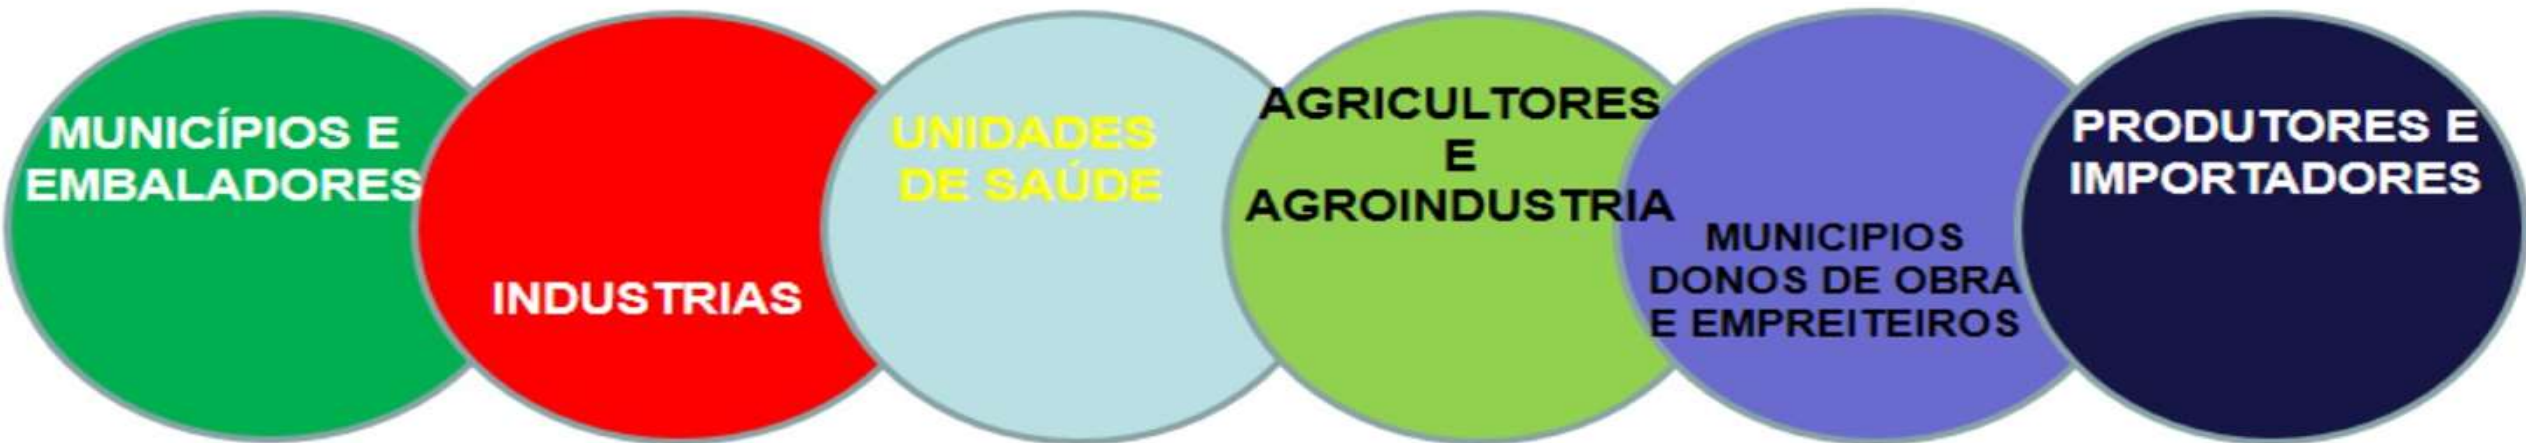 MUNICÍPIOS E
EMBALADORES
INDUSTRIAS
UNIDADES
DE SAÚDE
AGRICULTORES
E
AGROINDUSTRIA
MUNICIPIOS
DONOS DE OBRA
E EMPREITEIROS
PRODUTORES E
IMPORTADORES